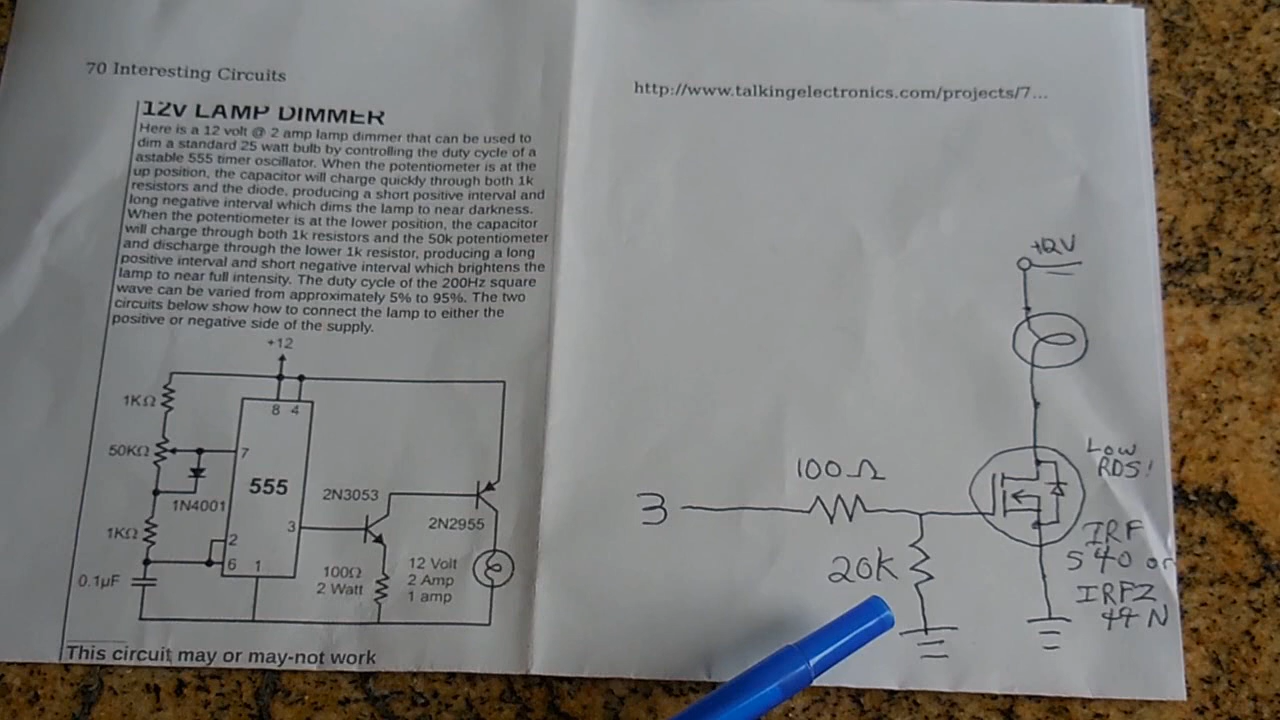 70 Interesting Circuits
http://www.talkingelectronics.com/projects/7...
12V LAMP DIMMER
Here is a 12 volt @ 2 amp lamp dimmer that can be used to
dim a standard 25 watt bulb by controlling the duty cycle of a
astable 555 timer oscillator. When the potentiometer is at the
up position, the capacitor will charge quickly through both 1k
resistors and the diode, producing a short positive interval and
long negative interval which dims the lamp to near darkness.
When the potentiometer is at the lower position, the capacitor
will charge through both 1k resistors and the 50k potentiometer
and discharge through the lower 1k resistor, producing a long
positive interval and short negative interval which brightens the
lamp to near full intensity. The duty cycle of the 200Hz square
wave can be varied from approximately 5% to 95%. The two
circuits below show how to connect the lamp to either the
positive or negative side of the supply.
+12
1KΩ
8 4
50KΩ
7
555
1N4001
2N3053
2N2955
3
1KΩ
2
6 1
0.1µF
100Ω
2 Watt
12 Volt
2 Amp
1 amp
This circuit may or may-not work
+12V
Low
RDS!
100Ω
3
20K
IRF
540 or
IRFZ
44N